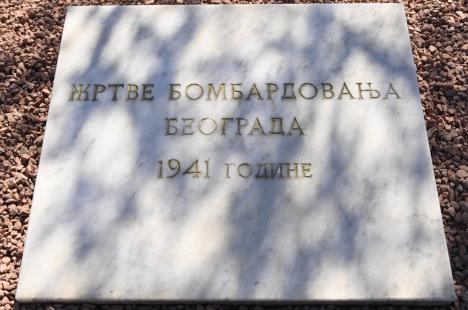 ЖРТВЕ БОМБАРДОВАЊА
БЕОГРАДА
1941 ГОДИНЕ